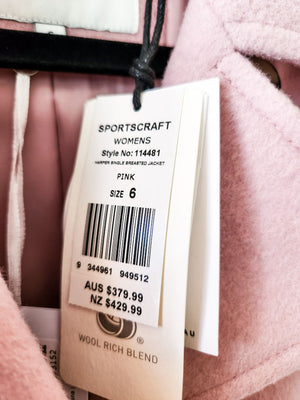 SPORTSCRAFT
WOMENS
Style No: 114481
HARPER SINGLE BREASTED JACKET
PINK
SIZE 6
9 344961 949512
AUS $379.99
NZ $429.99
WOOL RICH BLEND
AU